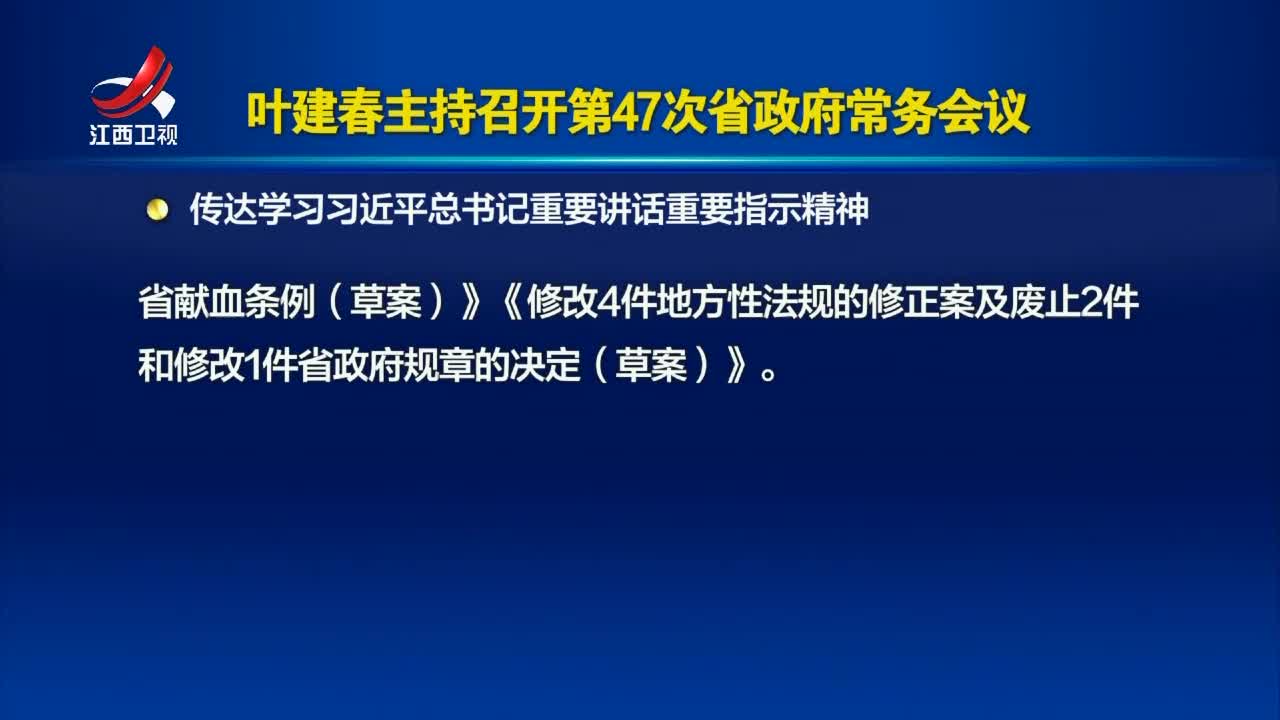 江西卫视
叶建春主持召开第47次省政府常务会议
传达学习习近平总书记重要讲话重要指示精神
省献血条例（草案）》《修改4件地方性法规的修正案及废止2件
和修改1件省政府规章的决定（草案）》。